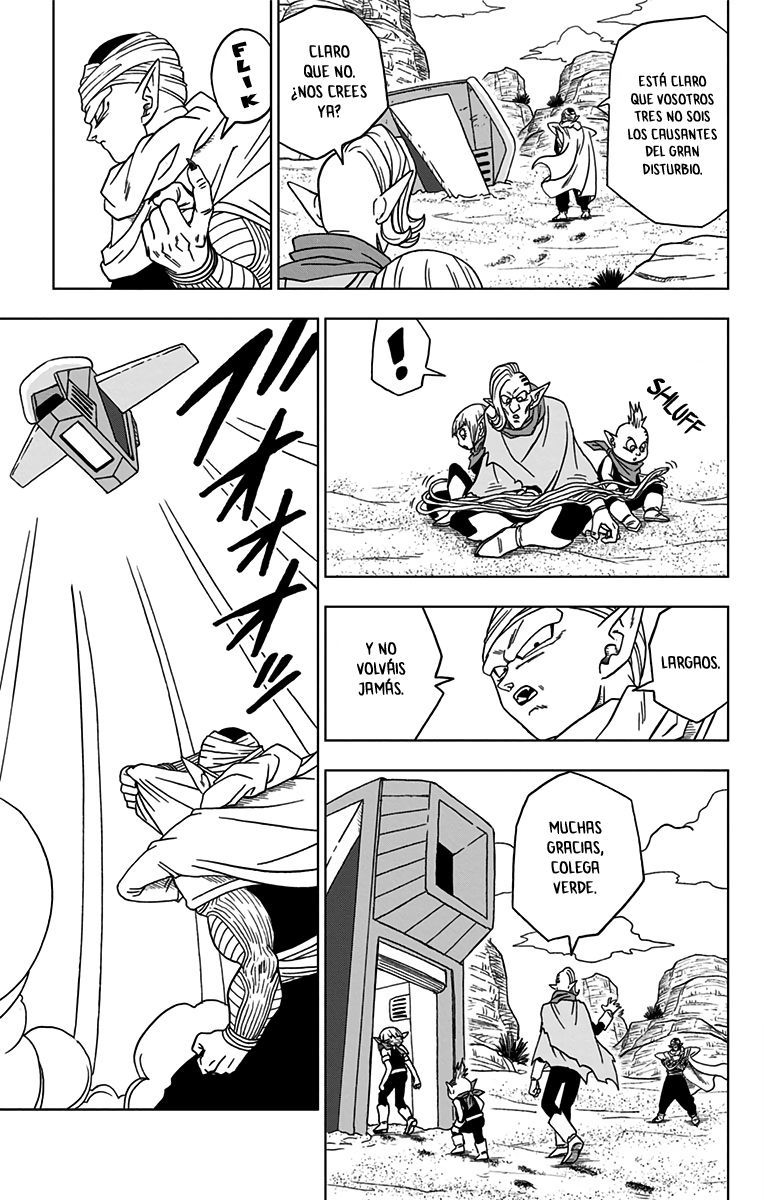 ESTÁ CLARO
QUE VOSOTROS
TRES NO SOIS
LOS CAUSANTES
DEL GRAN
DISTURBIO.
CLARO
QUE NO.
¿NOS CREES
YA?
FLIK
!
SHLUFF
LARGAOS.
Y NO
VOLVÁIS
JAMÁS.
MUCHAS
GRACIAS,
COLEGA
VERDE.